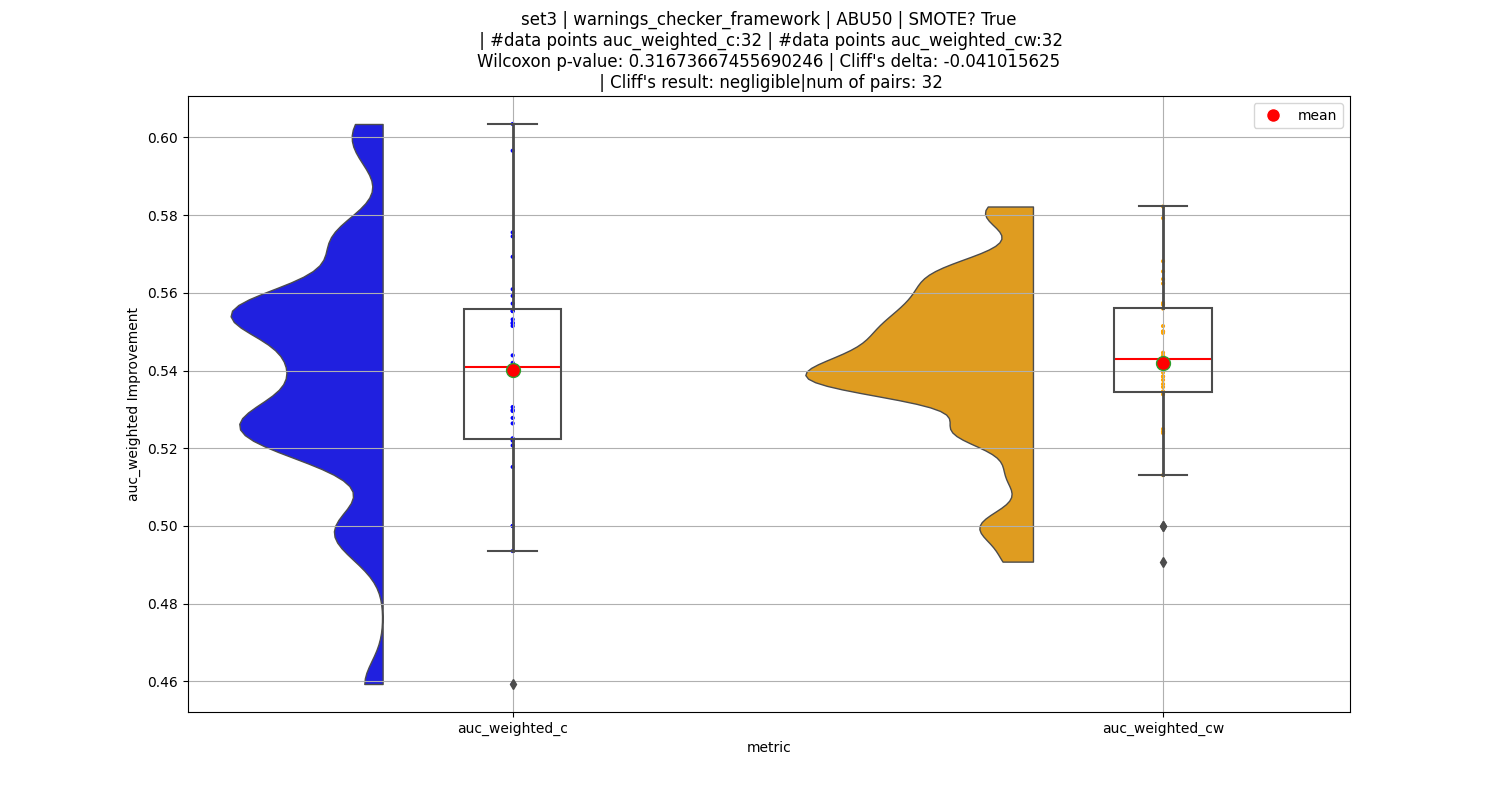 set3 | warnings_checker_framework | ABU50 | SMOTE? True
| #data points auc_weighted_c:32 | #data points auc_weighted_cw:32
Wilcoxon p-value: 0.31673667455690246 | Cliff's delta: -0.041015625
| Cliff's result: negligible|num of pairs: 32
mean
auc_weighted Improvement
0.60
0.58
0.56
0.54
0.52
0.50
0.48
0.46
auc_weighted_c
auc_weighted_cw
metric